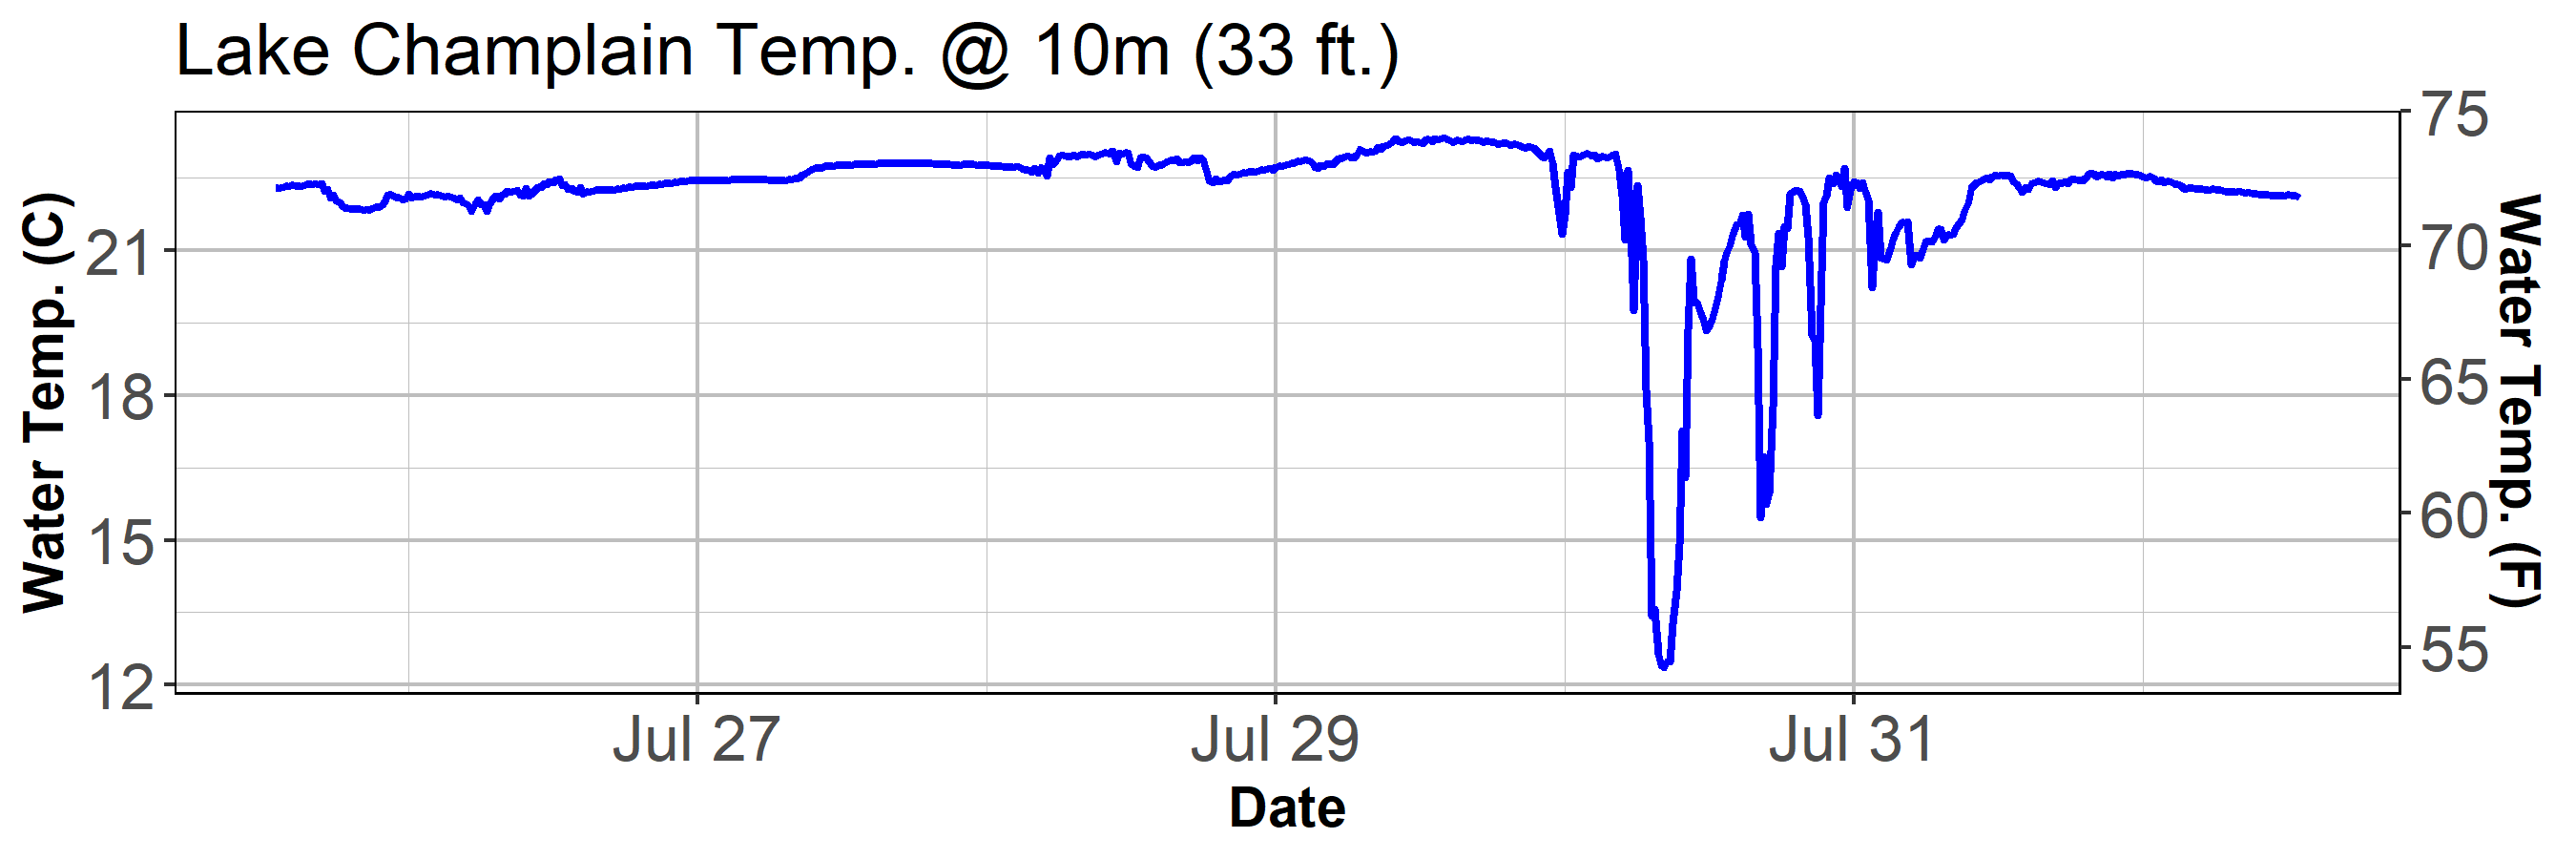 Lake Champlain Temp. @ 10m (33 ft.)
Water Temp. (C)
21
18
15
12
75
70
65
60
55
Water Temp. (F)
Jul 27
Jul 29
Jul 31
Date